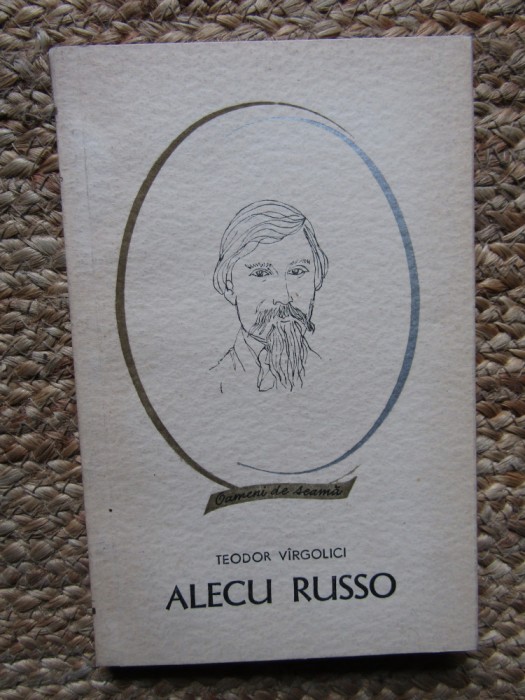 Oameni de seamă
TEODOR VÎRGOLICI
ALECU RUSSO